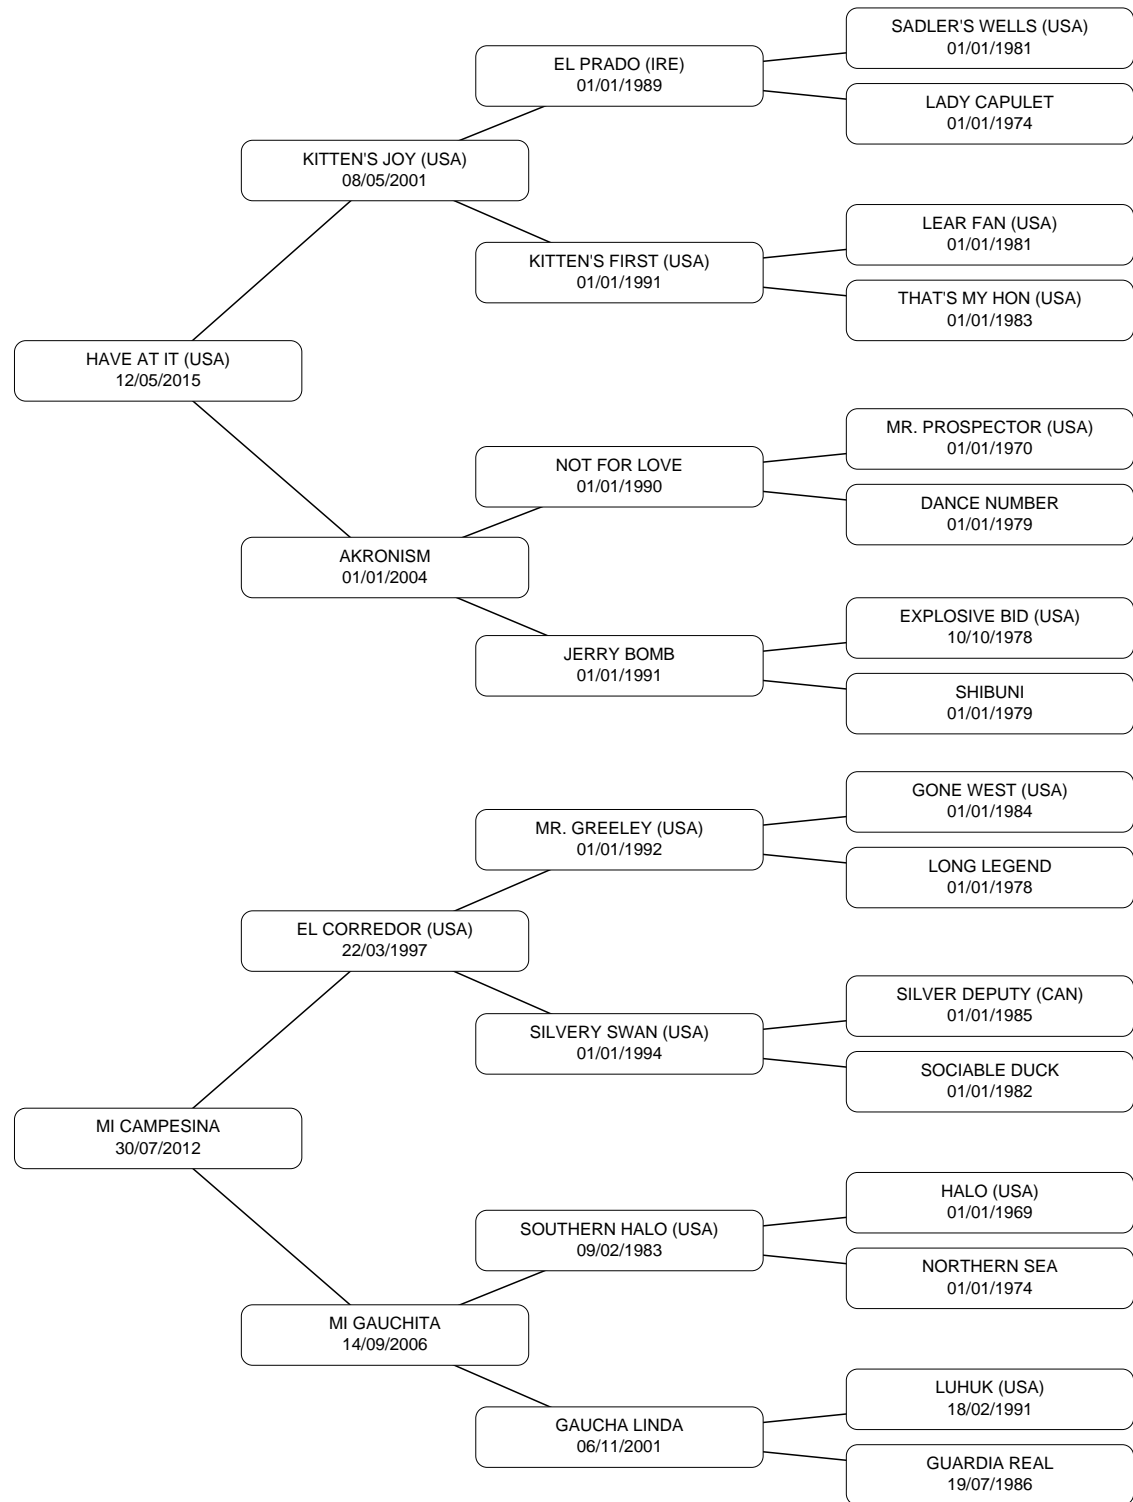 SADLER'S WELLS (USA)
01/01/1981
EL PRADO (IRE)
01/01/1989
LADY CAPULET
01/01/1974
KITTEN'S JOY (USA)
08/05/2001
LEAR FAN (USA)
01/01/1981
KITTEN'S FIRST (USA)
01/01/1991
THAT'S MY HON (USA)
01/01/1983
HAVE AT IT (USA)
12/05/2015
MR. PROSPECTOR (USA)
01/01/1970
NOT FOR LOVE
01/01/1990
DANCE NUMBER
01/01/1979
AKRONISM
01/01/2004
EXPLOSIVE BID (USA)
10/10/1978
JERRY BOMB
01/01/1991
SHIBUNI
01/01/1979
GONE WEST (USA)
01/01/1984
MR. GREELEY (USA)
01/01/1992
LONG LEGEND
01/01/1978
EL CORREDOR (USA)
22/03/1997
SILVER DEPUTY (CAN)
01/01/1985
SILVERY SWAN (USA)
01/01/1994
SOCIABLE DUCK
01/01/1982
MI CAMPESINA
30/07/2012
HALO (USA)
01/01/1969
SOUTHERN HALO (USA)
09/02/1983
NORTHERN SEA
01/01/1974
MI GAUCHITA
14/09/2006
LUHUK (USA)
18/02/1991
GAUCHA LINDA
06/11/2001
GUARDIA REAL
19/07/1986